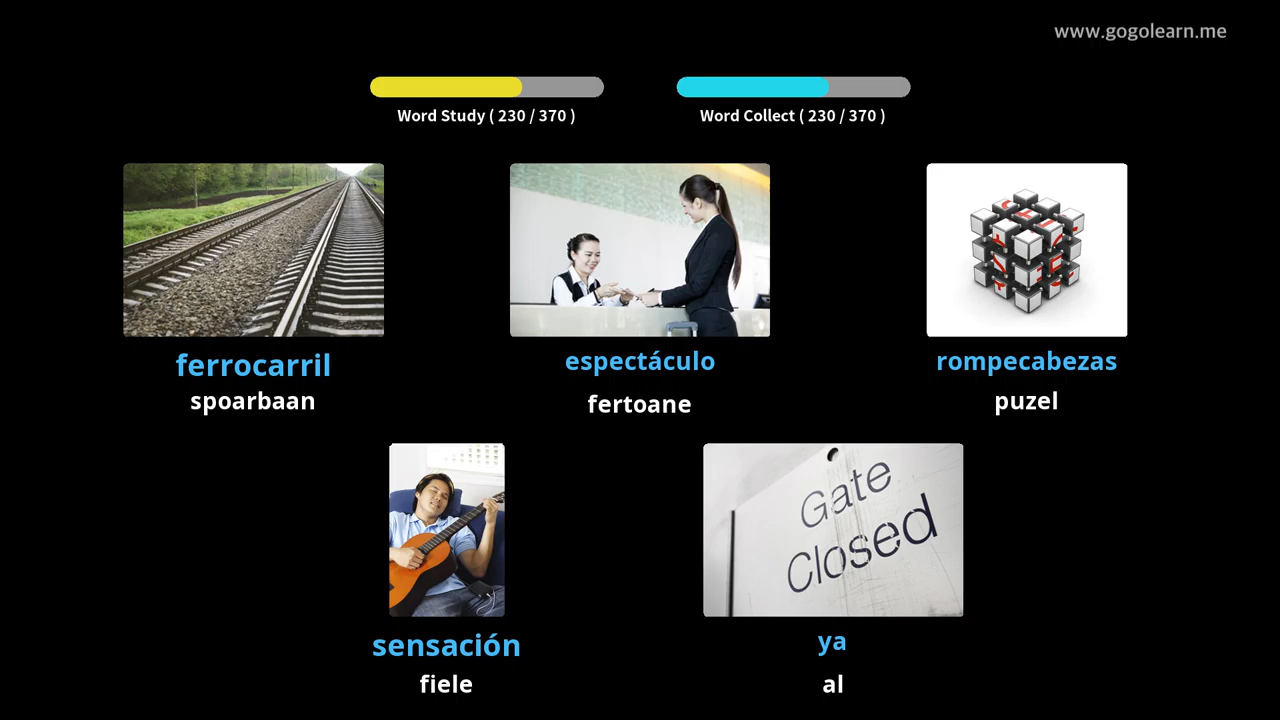 www.gogolearn.me
Word Study ( 230 / 370 )
Word Collect ( 230 / 370 )
ferrocarril
spoarbaan
espectáculo
fertoane
rompecabezas
puzel
Gate
Closed
sensación
fiele
ya
al